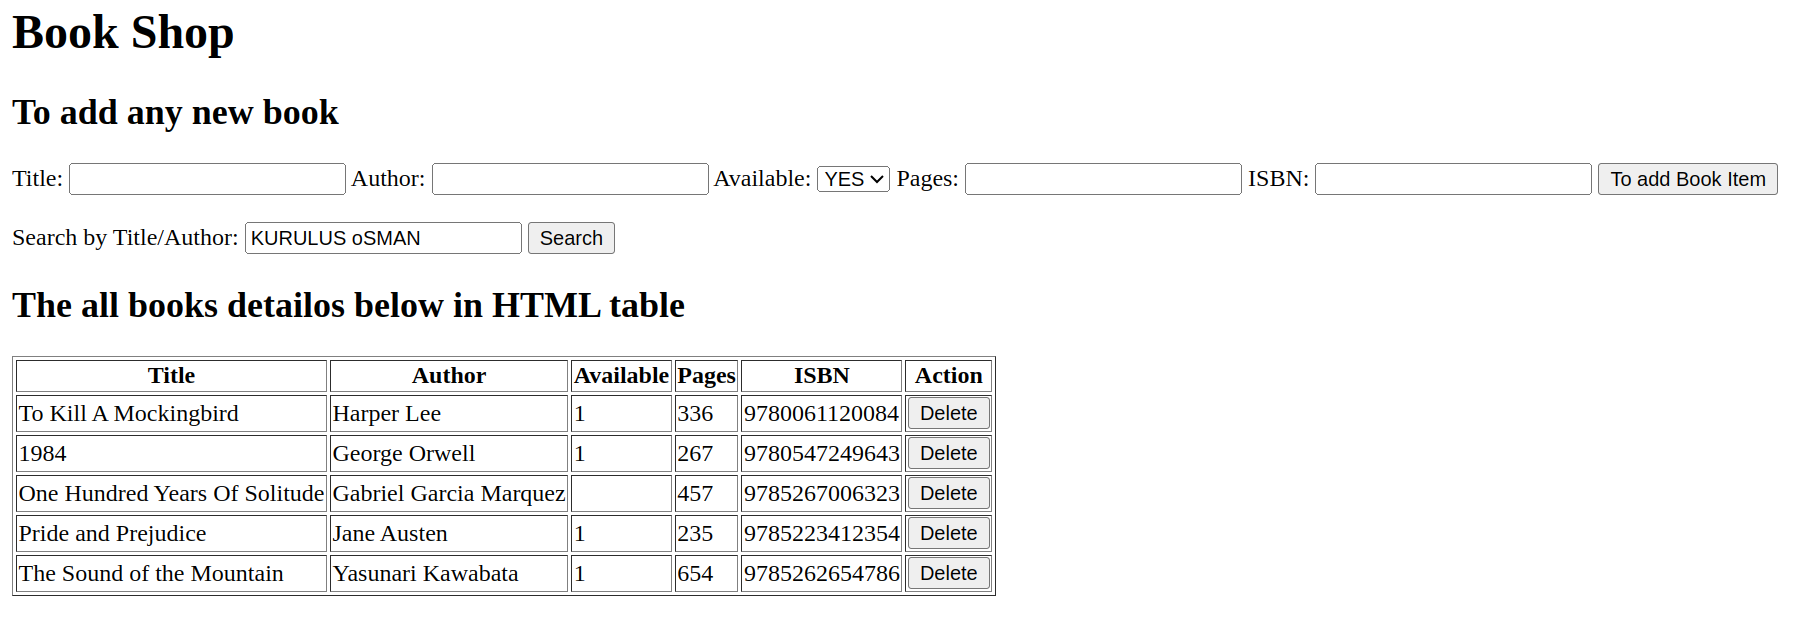 Book Shop
To add any new book
Title: Author: Available: YES Pages: ISBN: To add Book Item
Search by Title/Author: KURULUS oSMAN Search
The all books detailos below in HTML table
Title Author Available Pages ISBN Action
To Kill A Mockingbird Harper Lee 1 336 9780061120084 Delete
1984 George Orwell 1 267 9780547249643 Delete
One Hundred Years Of Solitude Gabriel Garcia Marquez 457 9785267006323 Delete
Pride and Prejudice Jane Austen 1 235 9785223412354 Delete
The Sound of the Mountain Yasunari Kawabata 1 654 9785262654786 Delete